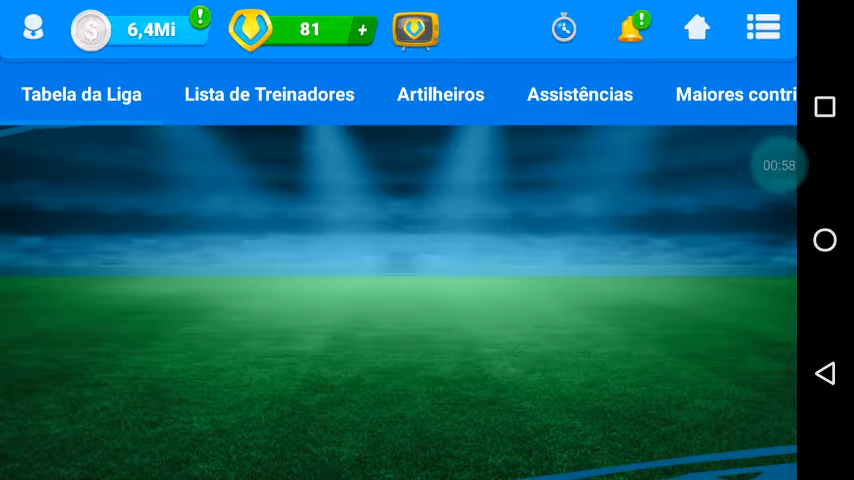 6,4Mi ! 81 + !
Tabela da Liga Lista de Treinadores Artilheiros Assistências Maiores contri
00:58